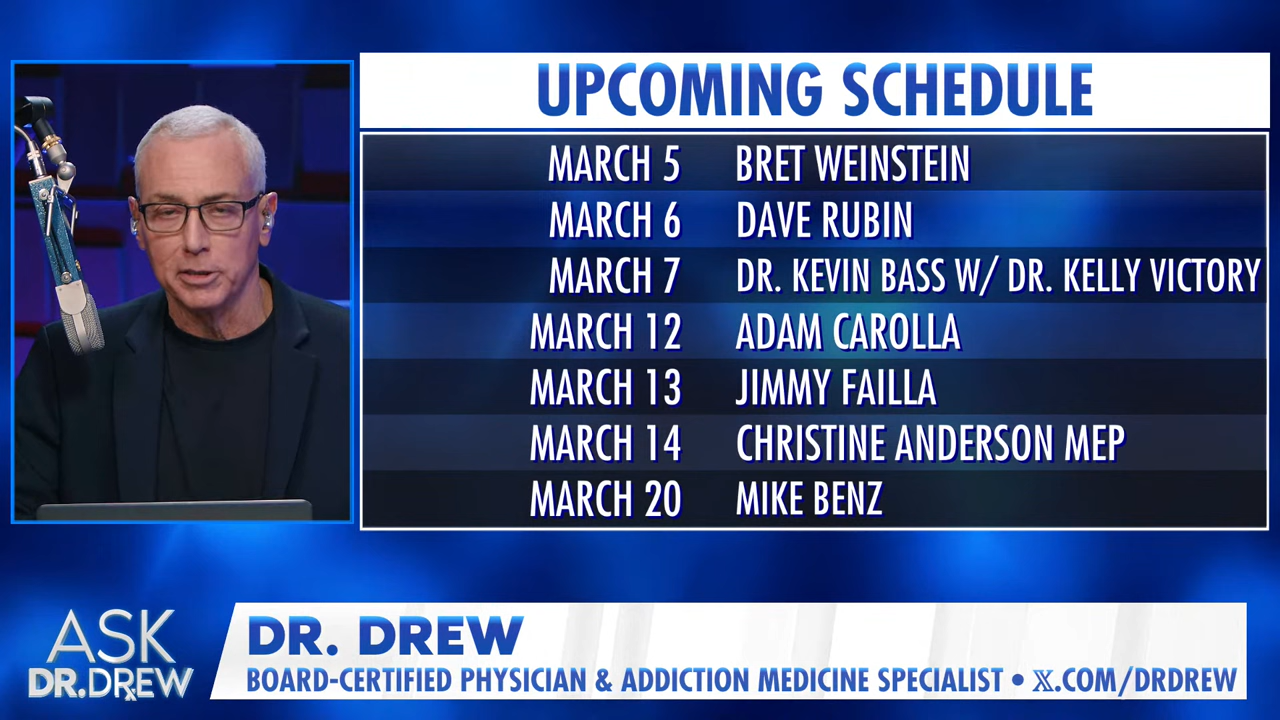 UPCOMING SCHEDULE
MARCH 5 BRET WEINSTEIN
MARCH 6 DAVE RUBIN
MARCH 7 DR. KEVIN BASS W/ DR. KELLY VICTORY
MARCH 12 ADAM CAROLLA
MARCH 13 JIMMY FAILLA
MARCH 14 CHRISTINE ANDERSON MEP
MARCH 20 MIKE BENZ
ASK
DR.DREW
DR. DREW
BOARD-CERTIFIED PHYSICIAN & ADDICTION MEDICINE SPECIALIST • X.COM/DRDREW